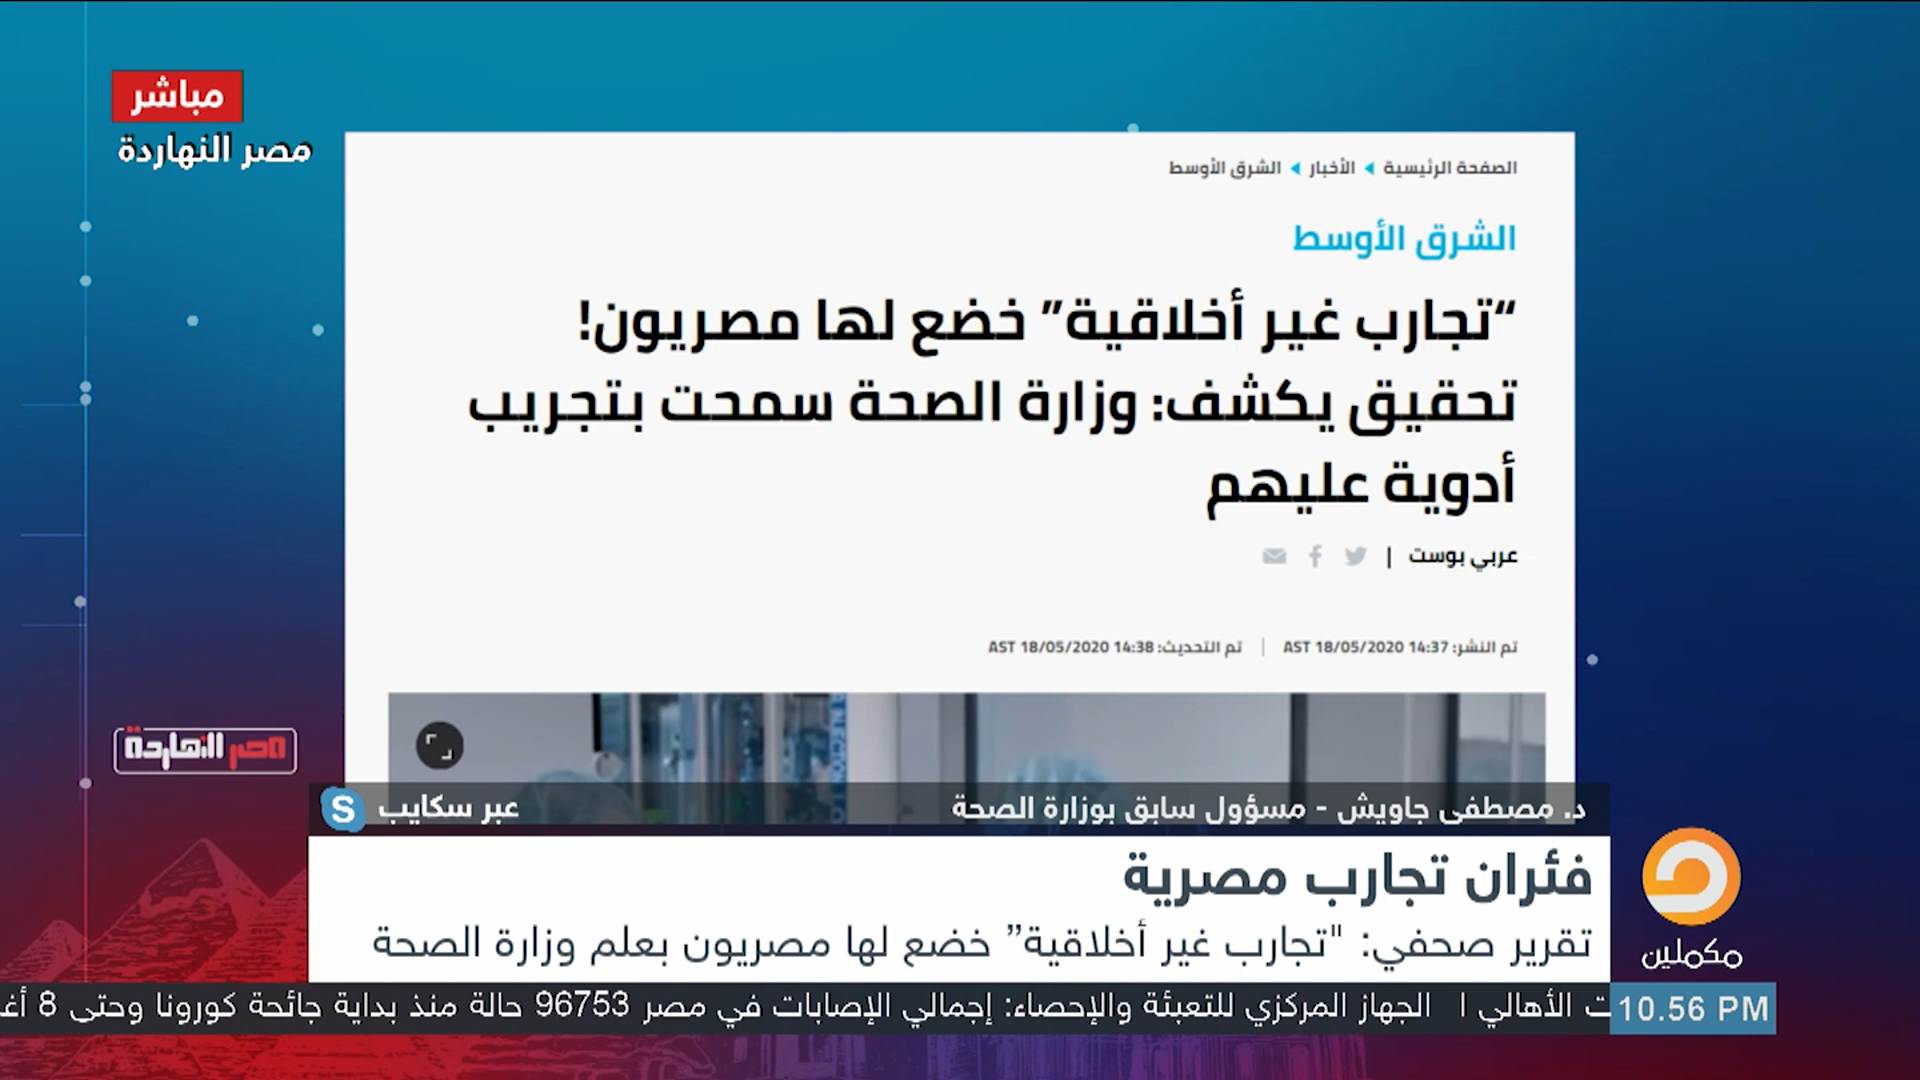 مباشر
مصر النهاردة
الصفحة الرئيسية ◂ الأخبار ◂ الشرق الأوسط
الشرق الأوسط
“تجارب غير أخلاقية” خضع لها مصريون!
تحقيق يكشف: وزارة الصحة سمحت بتجريب
أدوية عليهم
عربي بوست |
تم النشر: 14:37 18/05/2020 AST | تم التحديث: 14:38 18/05/2020 AST
مصر النهاردة
د. مصطفى جاويش - مسؤول سابق بوزارة الصحة
عبر سكايب
فئران تجارب مصرية
تقرير صحفي: "تجارب غير أخلاقية” خضع لها مصريون بعلم وزارة الصحة
مكملين
ت الأهالي | الجهاز المركزي للتعبئة والإحصاء: إجمالي الإصابات في مصر 96753 حالة منذ بداية جائحة كورونا وحتى 8 أغ
10.56 PM